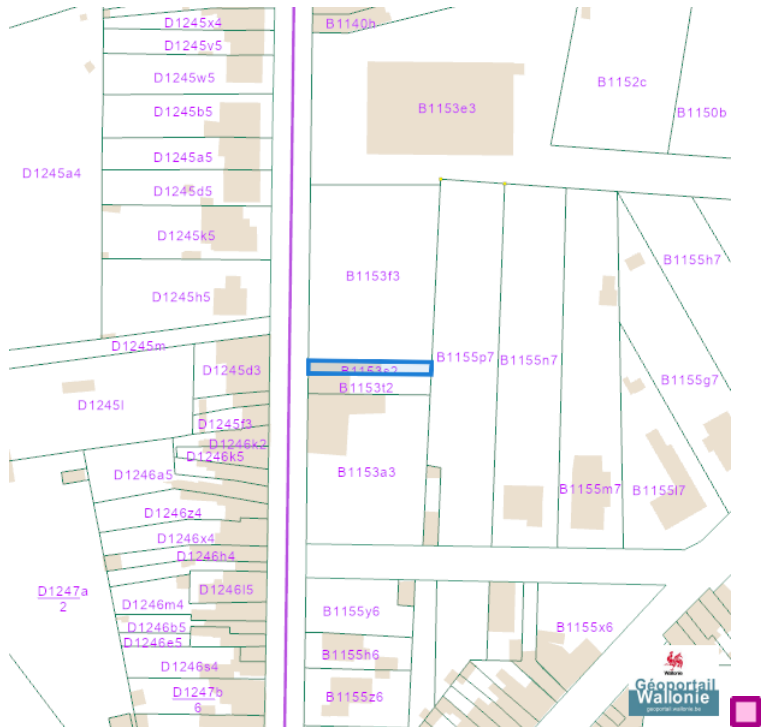 D1245x4
B1140h
D1245v5
D1245w5
B1152c
D1245b5
B1153e3
B1150b
D1245a5
D1245a4
D1245d5
D1245k5
B1155h7
B1153f3
D1245h5
D1245m
B1155p7
B1155n7
D1245d3
B1153s2
B1155g7
B1153t2
D1245l
D1245f3
D1246k2
D1246k5
D1246a5
B1153a3
B1155m7
B1155l7
D1246z4
D1246x4
D1246h4
D1247a
2
D1246l5
D1246m4
B1155y6
D1246b5
B1155x6
D1246e5
B1155h6
D1246s4
D1247b
6
B1155z6
Wallonie
Géoportail
Wallonie
geoportail.wallonie.be